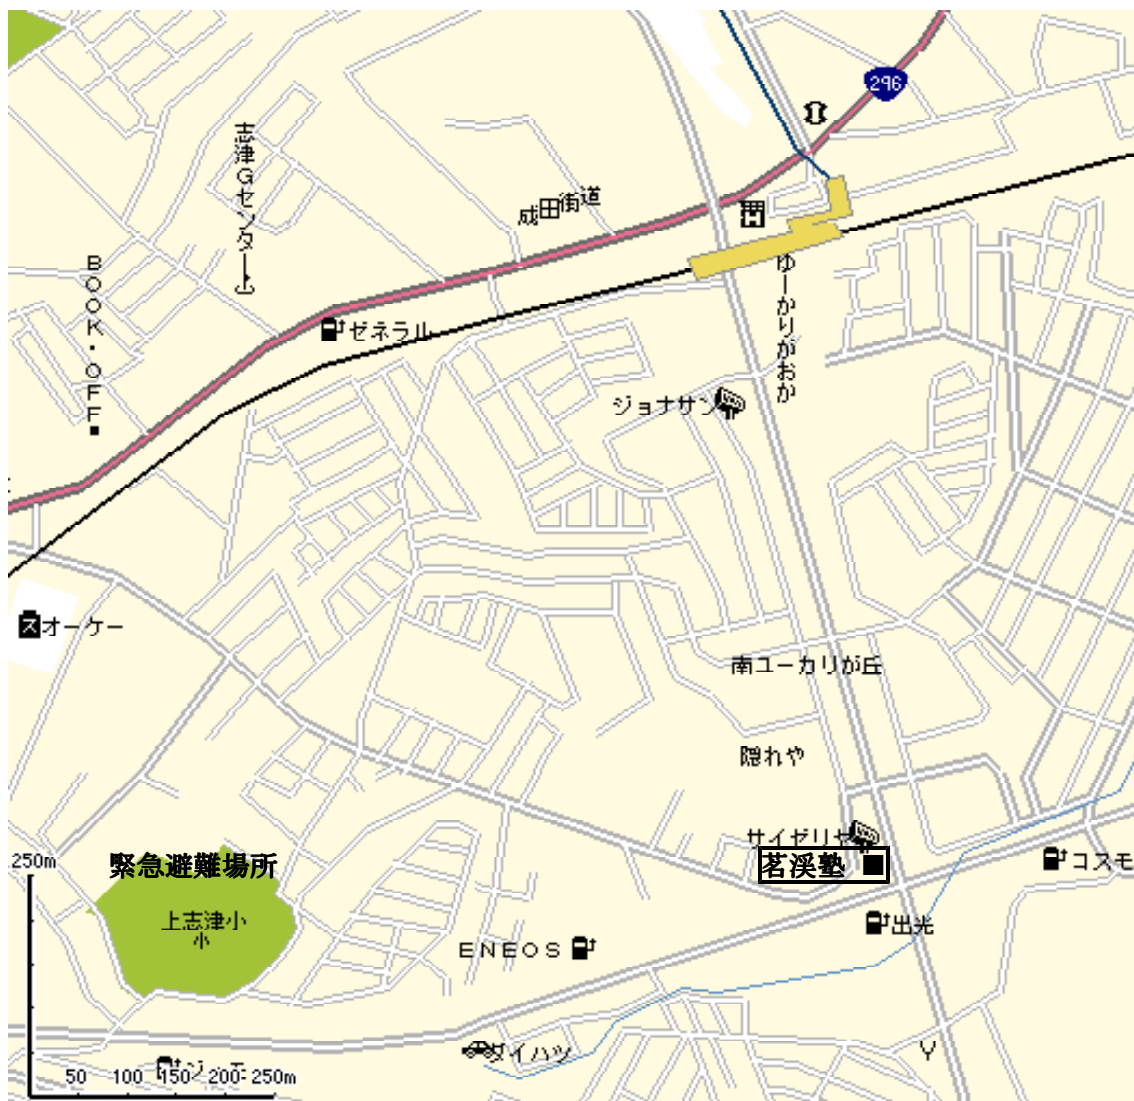 296
志津Gセンター
成田街道
BOOK・OFF
ゼネラル
ゆーかりがおか
ジョナサン
オーケー
南ユーカリが丘
隠れや
サイゼリヤ
茗渓塾
コスモ
緊急避難場所
上志津小
小
出光
ENEOS
ダイハツ
250m
50 100 150 200 250m